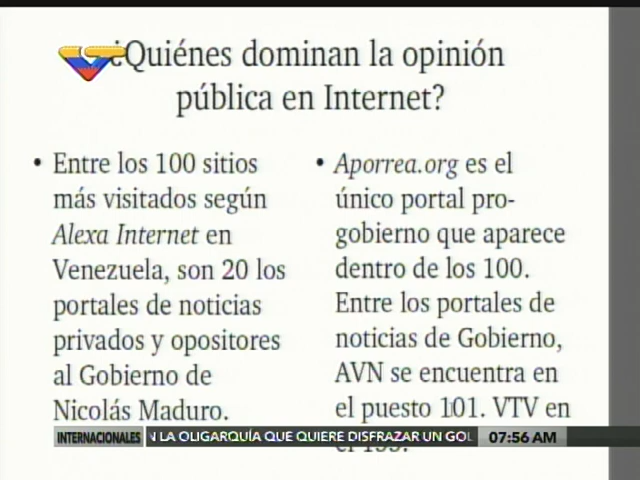 ¿Quiénes dominan la opinión
pública en Internet?
• Entre los 100 sitios
más visitados según
Alexa Internet en
Venezuela, son 20 los
portales de noticias
privados y opositores
al Gobierno de
Nicolás Maduro.
• Aporrea.org es el
único portal pro-
gobierno que aparece
dentro de los 100.
Entre los portales de
noticias de Gobierno,
AVN se encuentra en
el puesto 101. VTV en
INTERNACIONALES N LA OLIGARQUÍA QUE QUIERE DISFRAZAR UN GOL 07:56 AM